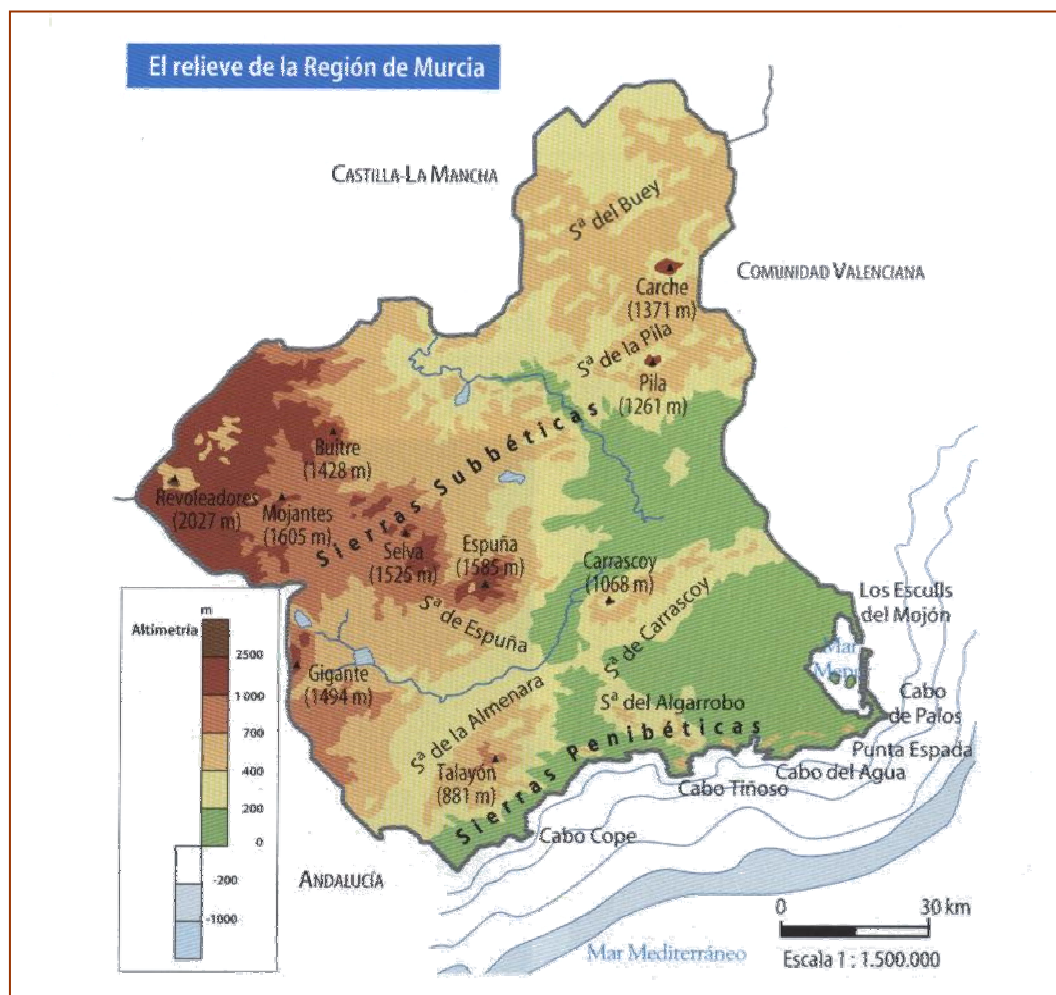 El relieve de la Región de Murcia
CASTILLA-LA MANCHA
Sª del Buey
COMUNIDAD VALENCIANA
Carche
(1371 m)
Sª de la Pila
Pila
(1261 m)
Buitre
(1428 m)
Revoleadores
(2027 m)
Mojantes
(1605 m)
Sierras Subbéticas
Selva
(1525 m)
Espuña
(1585 m)
Carrascoy
(1068 m)
Sª de Espuña
Sª de Carrascoy
Los Esculls
del Mojón
Mar
Menor
Gigante
(1494 m)
Sª de la Almenara
Sª del Algarrobo
Cabo
de Palos
Sierras Penibéticas
Punta Espada
Talayón
(881 m)
Cabo del Agua
Cabo Tiñoso
Cabo Cope
ANDALUCÍA
Mar Mediterráneo
m
Altimetría
2500
1000
700
400
200
0
-200
-1000
0 30 km
Escala 1 : 1.500.000